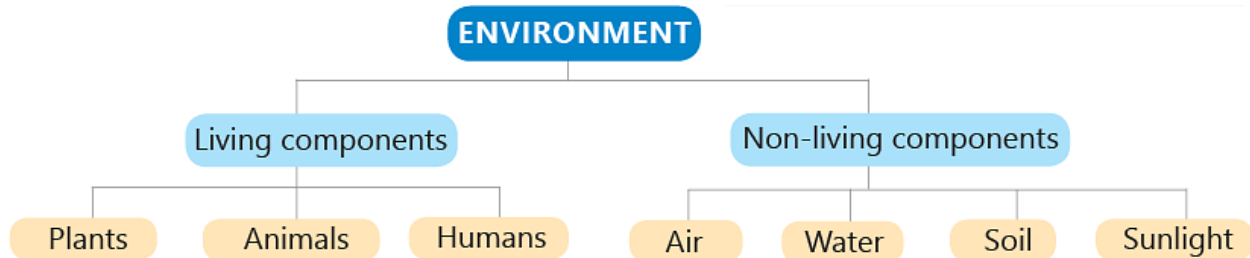 ENVIRONMENT
Living components
Non-living components
Plants
Animals
Humans
Air
Water
Soil
Sunlight